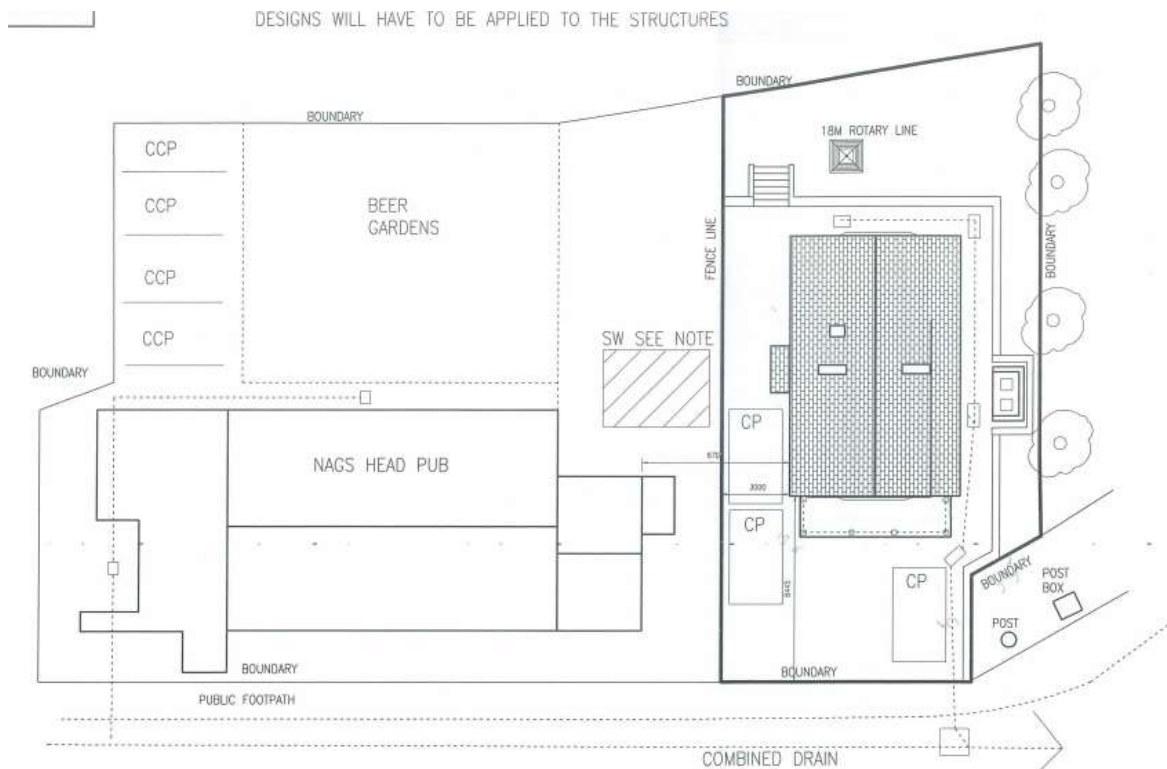 DESIGNS WILL HAVE TO BE APPLIED TO THE STRUCTURES
BOUNDARY
BOUNDARY
18M ROTARY LINE
CCP
CCP
BEER
GARDENS
FENCE LINE
BOUNDARY
CCP
CCP
SW SEE NOTE
BOUNDARY
CP
NAGS HEAD PUB
3000
CP
8445
CP
BOUNDARY
POST
BOX
POST
BOUNDARY
BOUNDARY
PUBLIC FOOTPATH
COMBINED DRAIN